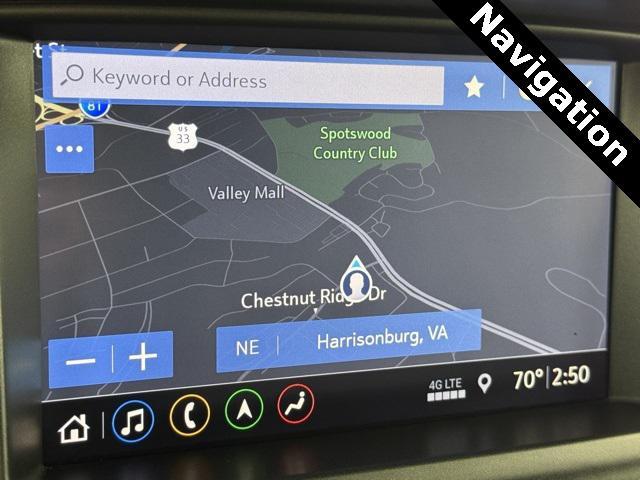 Navigation
t St
Keyword or Address
81
US
33
Spotswood
Country Club
Valley Mall
Chestnut Ridge Dr
NE
Harrisonburg, VA
4G LTE
70° 2:50